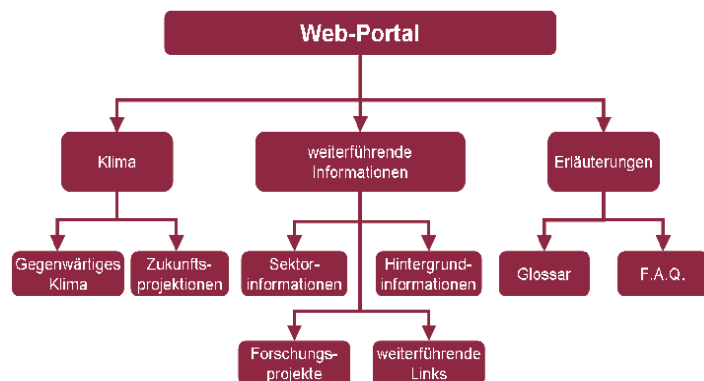 Web-Portal
Klima
weiterführende
Informationen
Erläuterungen
Gegenwärtiges
Klima
Zukunfts-
projektionen
Sektor-
informationen
Hintergrund-
informationen
Glossar
F.A.Q.
Forschungs-
projekte
weiterführende
Links